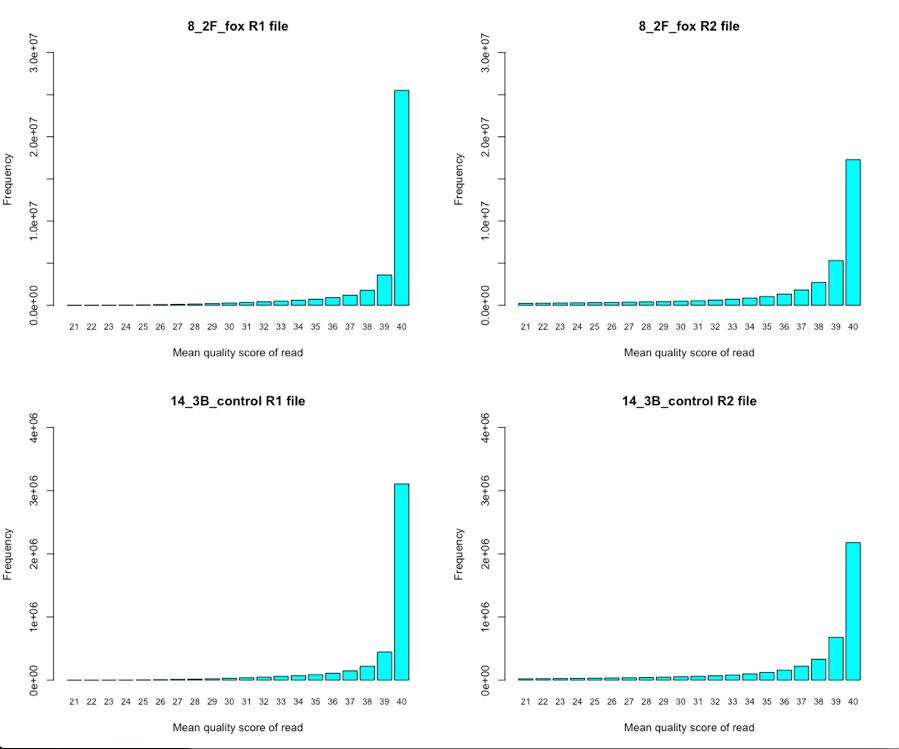 8_2F_fox R1 file
Frequency
3.0e+07
2.0e+07
1.0e+07
0.0e+00
21 22 23 24 25 26 27 28 29 30 31 32 33 34 35 36 37 38 39 40
Mean quality score of read
8_2F_fox R2 file
Frequency
3.0e+07
2.0e+07
1.0e+07
0.0e+00
21 22 23 24 25 26 27 28 29 30 31 32 33 34 35 36 37 38 39 40
Mean quality score of read
14_3B_control R1 file
Frequency
4e+06
3e+06
2e+06
1e+06
0e+00
21 22 23 24 25 26 27 28 29 30 31 32 33 34 35 36 37 38 39 40
Mean quality score of read
14_3B_control R2 file
Frequency
4e+06
3e+06
2e+06
1e+06
0e+00
21 22 23 24 25 26 27 28 29 30 31 32 33 34 35 36 37 38 39 40
Mean quality score of read